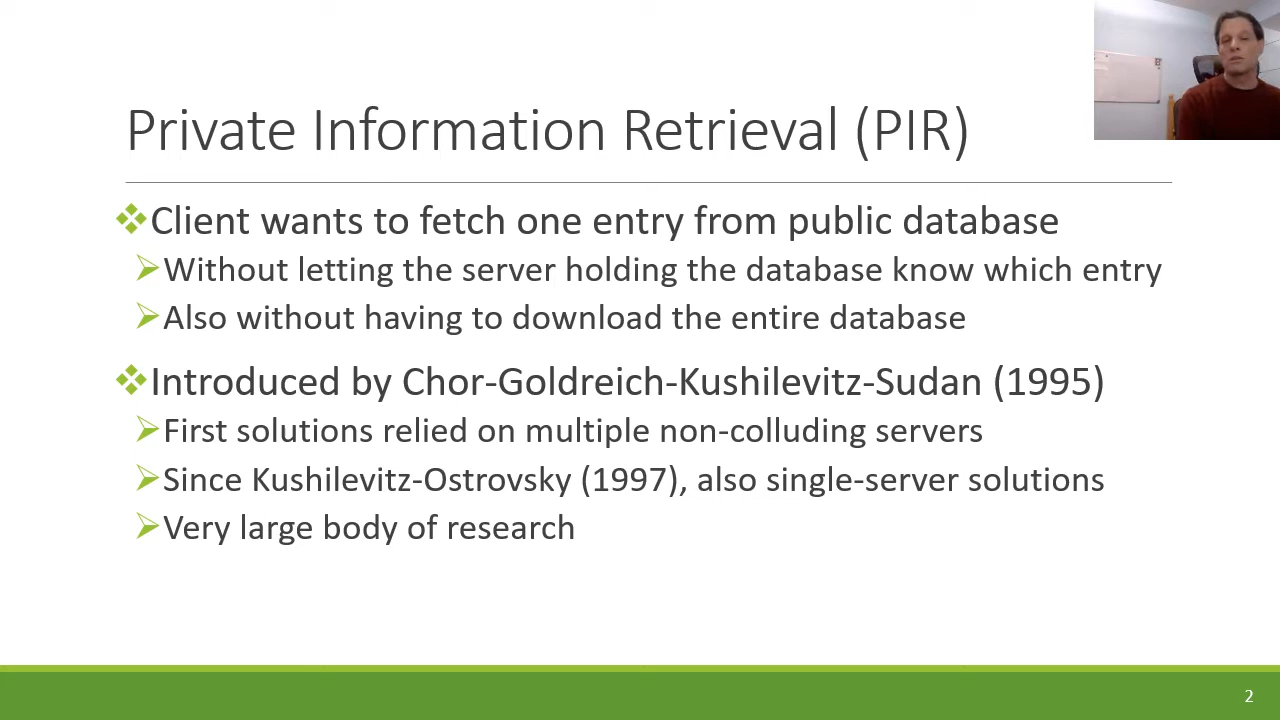 Private Information Retrieval (PIR)
Client wants to fetch one entry from public database
Without letting the server holding the database know which entry
Also without having to download the entire database
Introduced by Chor-Goldreich-Kushilevitz-Sudan (1995)
First solutions relied on multiple non-colluding servers
Since Kushilevitz-Ostrovsky (1997), also single-server solutions
Very large body of research
2